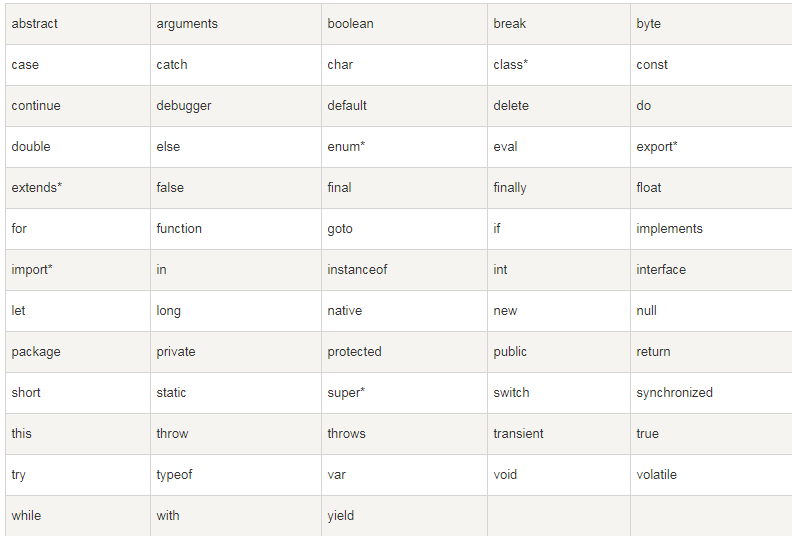 abstract arguments boolean break byte
case catch char class* const
continue debugger default delete do
double else enum* eval export*
extends* false final finally float
for function goto if implements
import* in instanceof int interface
let long native new null
package private protected public return
short static super* switch synchronized
this throw throws transient true
try typeof var void volatile
while with yield